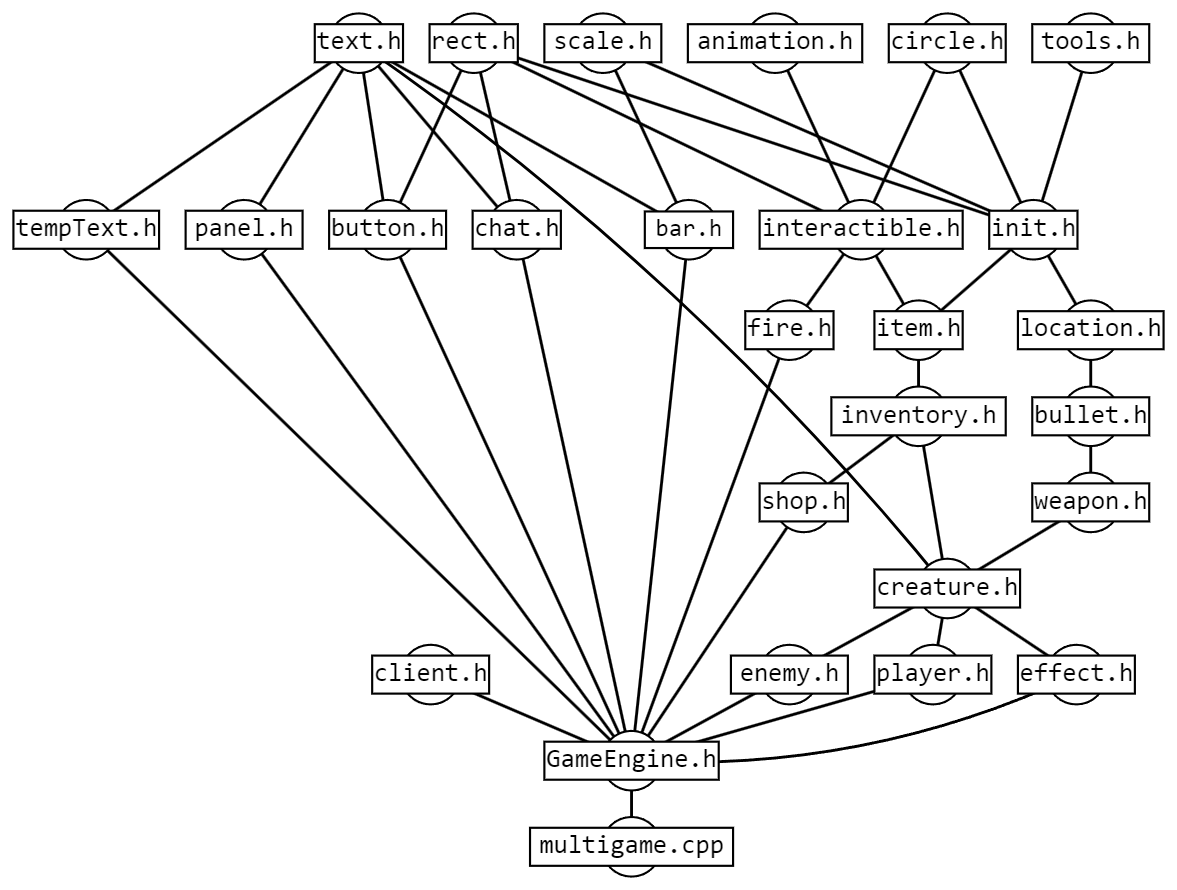 text.h
rect.h
scale.h
animation.h
circle.h
tools.h
tempText.h
panel.h
button.h
chat.h
bar.h
interactible.h
init.h
fire.h
item.h
location.h
inventory.h
bullet.h
shop.h
weapon.h
creature.h
client.h
enemy.h
player.h
effect.h
GameEngine.h
multigame.cpp